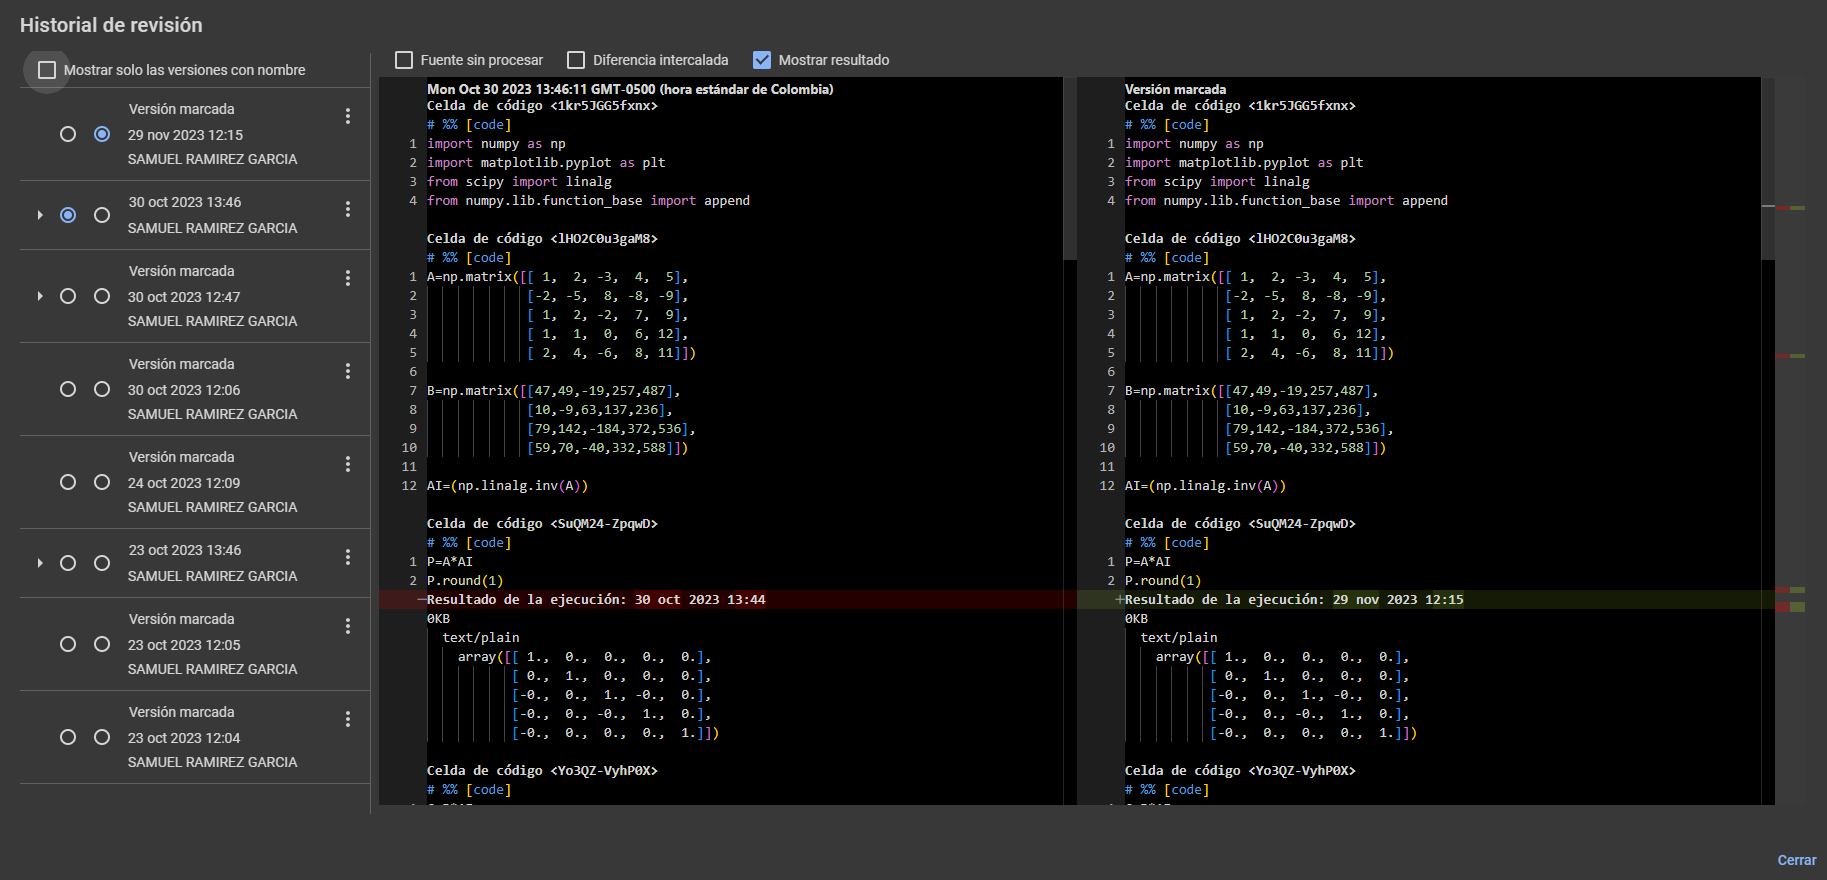 Historial de revisión
Mostrar solo las versiones con nombre
Versión marcada
29 nov 2023 12:15
SAMUEL RAMIREZ GARCIA
30 oct 2023 13:46
SAMUEL RAMIREZ GARCIA
Versión marcada
30 oct 2023 12:47
SAMUEL RAMIREZ GARCIA
Versión marcada
30 oct 2023 12:06
SAMUEL RAMIREZ GARCIA
Versión marcada
24 oct 2023 12:09
SAMUEL RAMIREZ GARCIA
23 oct 2023 13:46
SAMUEL RAMIREZ GARCIA
Versión marcada
23 oct 2023 12:05
SAMUEL RAMIREZ GARCIA
Versión marcada
23 oct 2023 12:04
SAMUEL RAMIREZ GARCIA
Fuente sin procesar Diferencia intercalada Mostrar resultado
Mon Oct 30 2023 13:46:11 GMT-0500 (hora estándar de Colombia)
Celda de código <1kr5JGG5fxnx>
# %% [code]
1 import numpy as np
2 import matplotlib.pyplot as plt
3 from scipy import linalg
4 from numpy.lib.function_base import append
Celda de código <lHO2C0u3gaM8>
# %% [code]
1 A=np.matrix([[ 1, 2, -3, 4, 5],
2 [-2, -5, 8, -8, -9],
3 [ 1, 2, -2, 7, 9],
4 [ 1, 1, 0, 6, 12],
5 [ 2, 4, -6, 8, 11]])
6
7 B=np.matrix([[47,49,-19,257,487],
8 [10,-9,63,137,236],
9 [79,142,-184,372,536],
10 [59,70,-40,332,588]])
11
12 AI=(np.linalg.inv(A))
Celda de código <SuQM24-ZpqwD>
# %% [code]
1 P=A*AI
2 P.round(1)
—Resultado de la ejecución: 30 oct 2023 13:44
0KB
text/plain
array([[ 1., 0., 0., 0., 0.],
[ 0., 1., 0., 0., 0.],
[-0., 0., 1., -0., 0.],
[-0., 0., -0., 1., 0.],
[-0., 0., 0., 0., 1.]])
Celda de código <Yo3QZ-VyhP0X>
# %% [code]
Versión marcada
Celda de código <1kr5JGG5fxnx>
# %% [code]
1 import numpy as np
2 import matplotlib.pyplot as plt
3 from scipy import linalg
4 from numpy.lib.function_base import append
Celda de código <lHO2C0u3gaM8>
# %% [code]
1 A=np.matrix([[ 1, 2, -3, 4, 5],
2 [-2, -5, 8, -8, -9],
3 [ 1, 2, -2, 7, 9],
4 [ 1, 1, 0, 6, 12],
5 [ 2, 4, -6, 8, 11]])
6
7 B=np.matrix([[47,49,-19,257,487],
8 [10,-9,63,137,236],
9 [79,142,-184,372,536],
10 [59,70,-40,332,588]])
11
12 AI=(np.linalg.inv(A))
Celda de código <SuQM24-ZpqwD>
# %% [code]
1 P=A*AI
2 P.round(1)
+Resultado de la ejecución: 29 nov 2023 12:15
0KB
text/plain
array([[ 1., 0., 0., 0., 0.],
[ 0., 1., 0., 0., 0.],
[-0., 0., 1., -0., 0.],
[-0., 0., -0., 1., 0.],
[-0., 0., 0., 0., 1.]])
Celda de código <Yo3QZ-VyhP0X>
# %% [code]
Cerrar